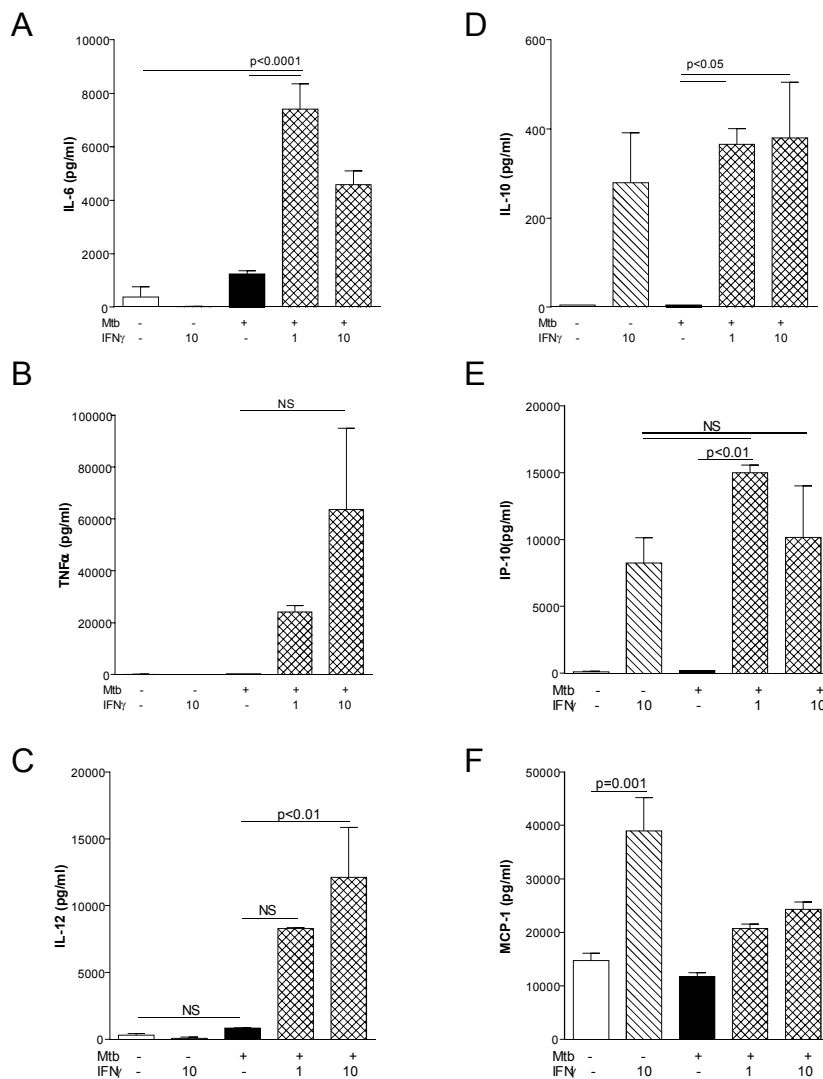 A
10000
8000
6000
4000
2000
0
IL-6 (pg/ml)
p<0.0001
Mtb - - + + +
IFNγ - 10 - 1 10
B
100000
80000
60000
40000
20000
0
TNFα (pg/ml)
NS
Mtb - - + + +
IFNγ - 10 - 1 10
C
20000
15000
10000
5000
0
IL-12 (pg/ml)
p<0.01
NS
NS
Mtb - - + + +
IFNγ - 10 - 1 10
D
600
400
200
0
IL-10 (pg/ml)
p<0.05
Mtb - - + + +
IFNγ - 10 - 1 10
E
20000
15000
10000
5000
0
IP-10(pg/ml)
NS
p<0.01
Mtb - - + + +
IFNγ - 10 - 1 10
F
50000
40000
30000
20000
10000
0
MCP-1 (pg/ml)
p=0.001
Mtb - - + + +
IFNγ - 10 - 1 10